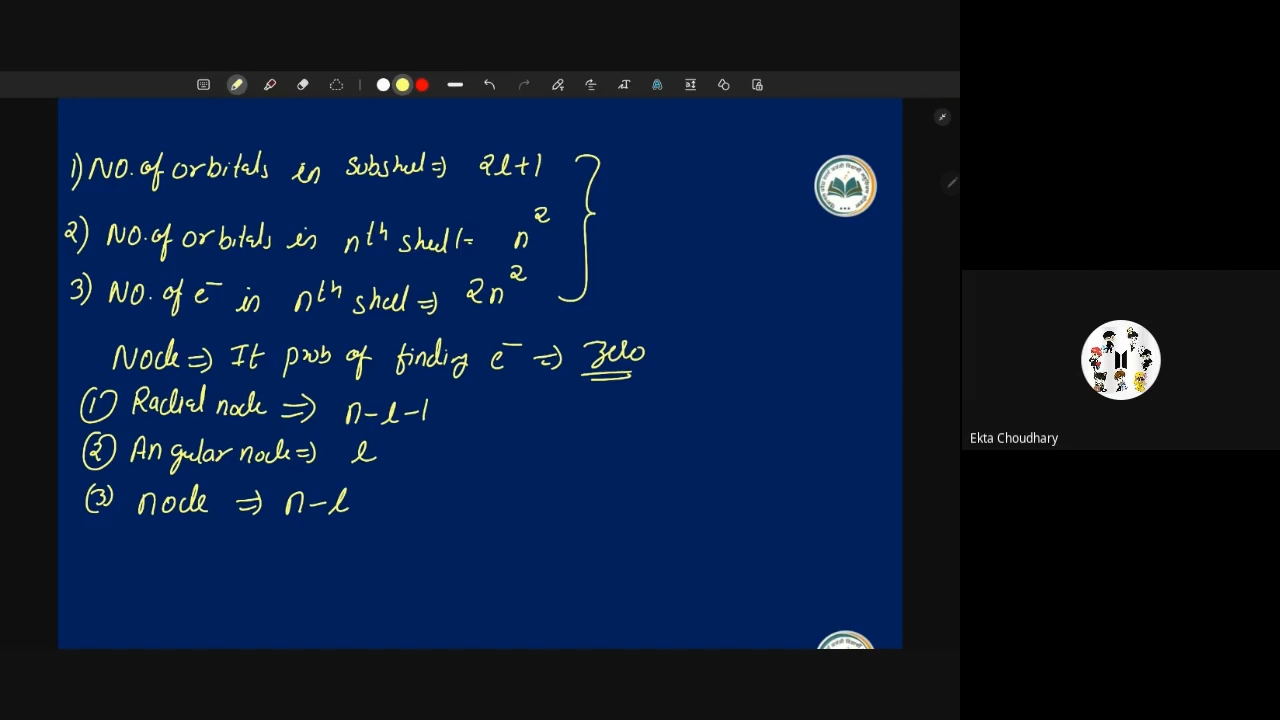 1) NO. of orbitals in subshell ⇒ 2l+1
2) NO. of orbitals in nth shell = n²
3) NO. of e⁻ in nth shell ⇒ 2n²
Node ⇒ It prob of finding e⁻ ⇒ Zero
① Radial node ⇒ n-l-1
② Angular node ⇒ l
(3) node ⇒ n-l
Ekta Choudhary